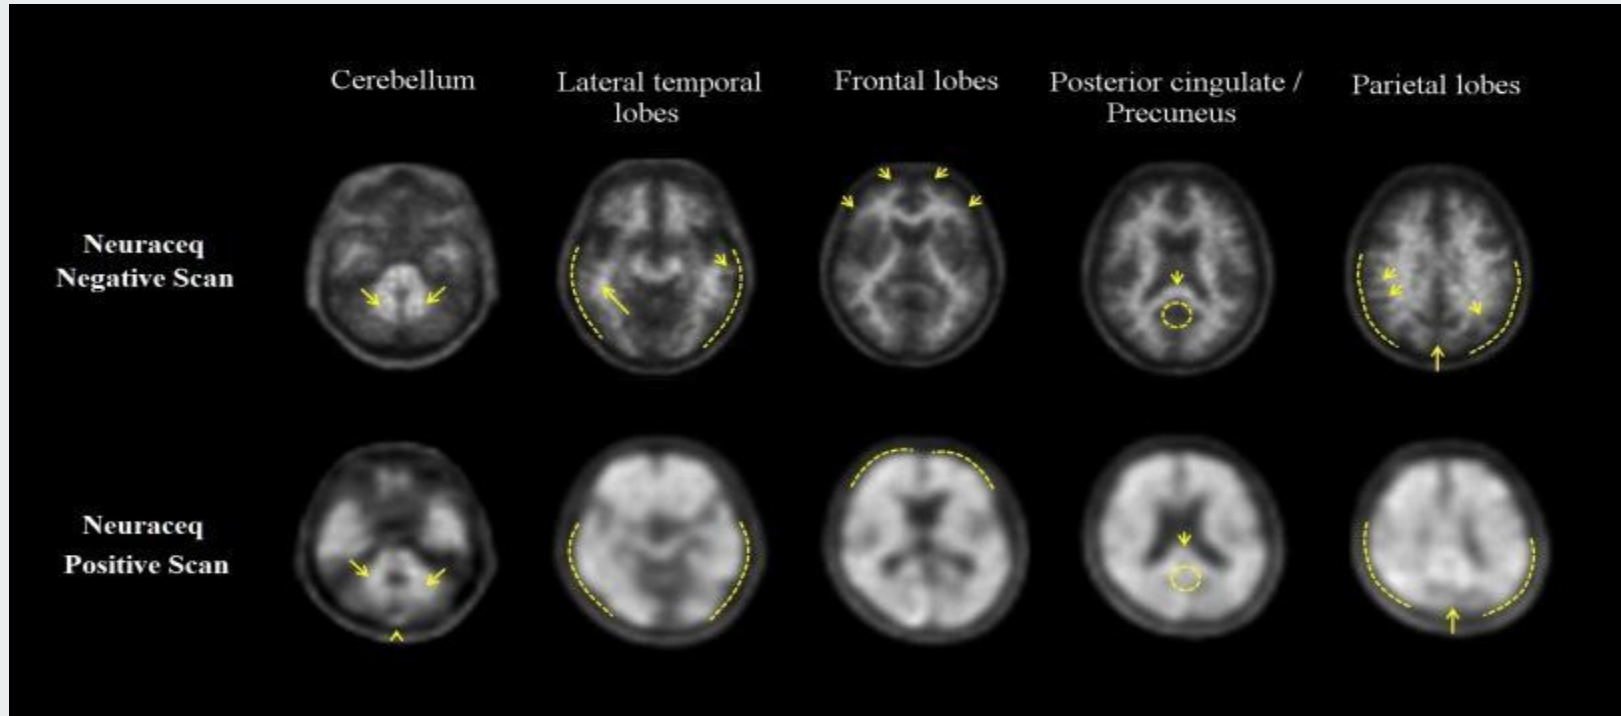 Cerebellum
Lateral temporal
lobes
Frontal lobes
Posterior cingulate /
Precuneus
Parietal lobes
Neuraceq
Negative Scan
Neuraceq
Positive Scan